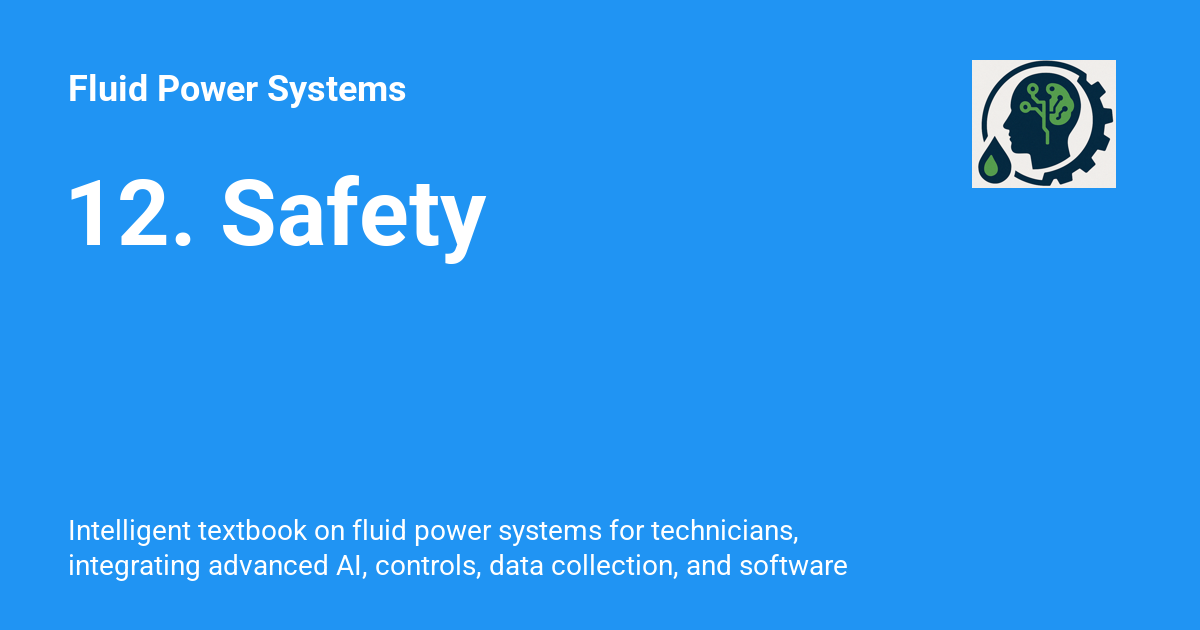 Fluid Power Systems
12. Safety
Intelligent textbook on fluid power systems for technicians,
integrating advanced AI, controls, data collection, and software